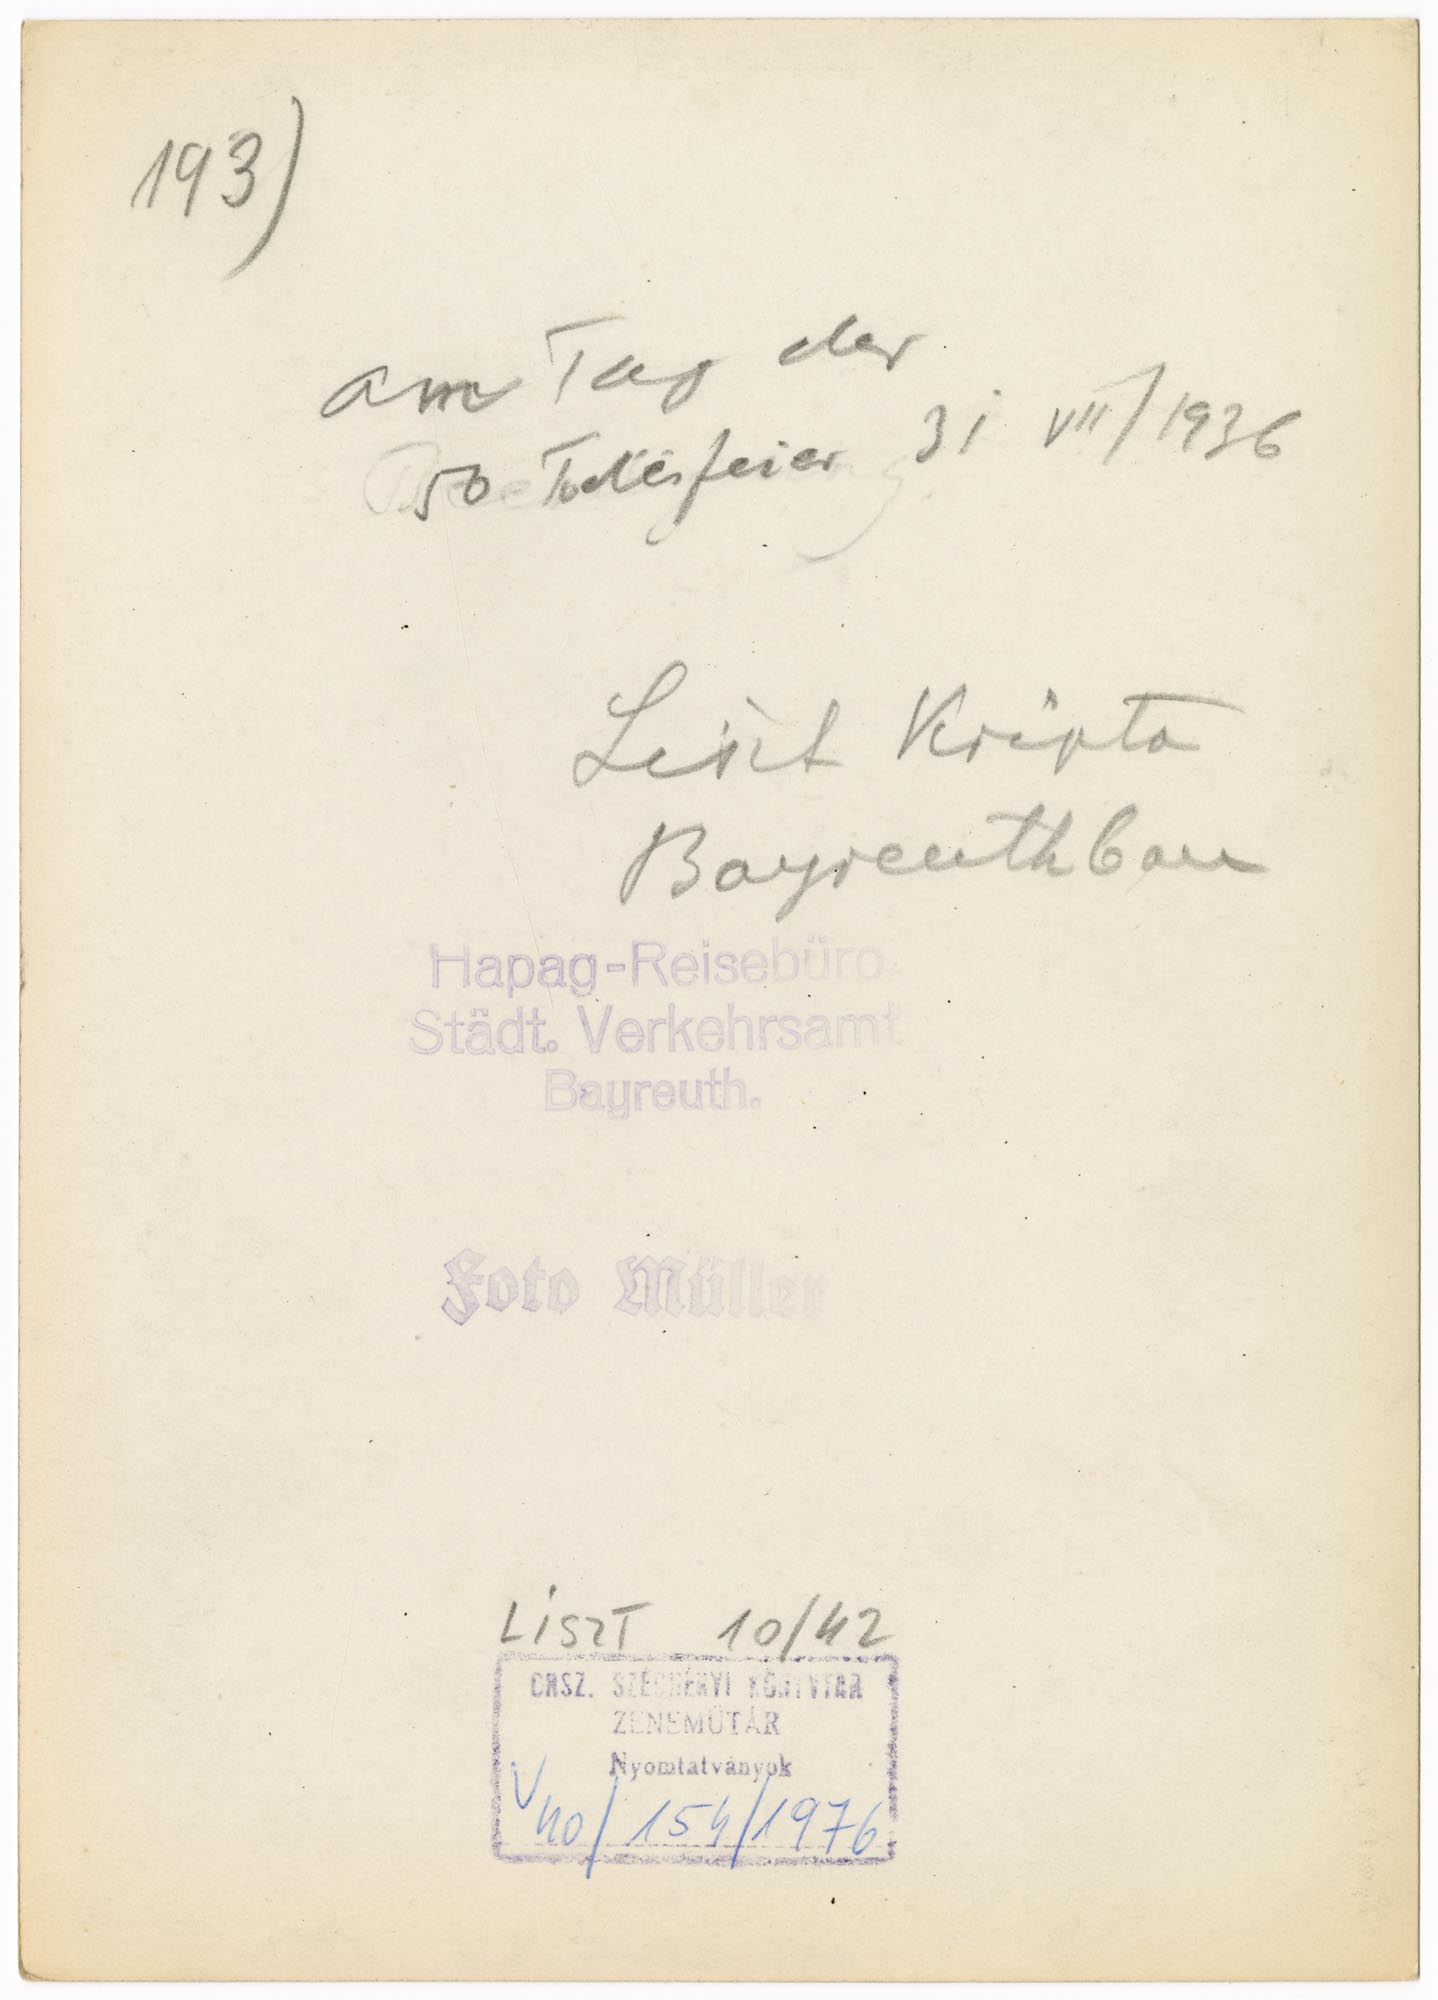 193)
am Tag der
50 Todesfeier 31 VII/1936
Liszt Kripta
Bayreuthban
Hapag-Reisebüro
Städt. Verkehrsamt
Bayreuth.
Foto Müller
LISZT 10/42
ORSZ. SZÉCHÉNYI KÖNYVTÁR
ZENEMŰTÁR
Nyomtatványok
V 40/154/1976